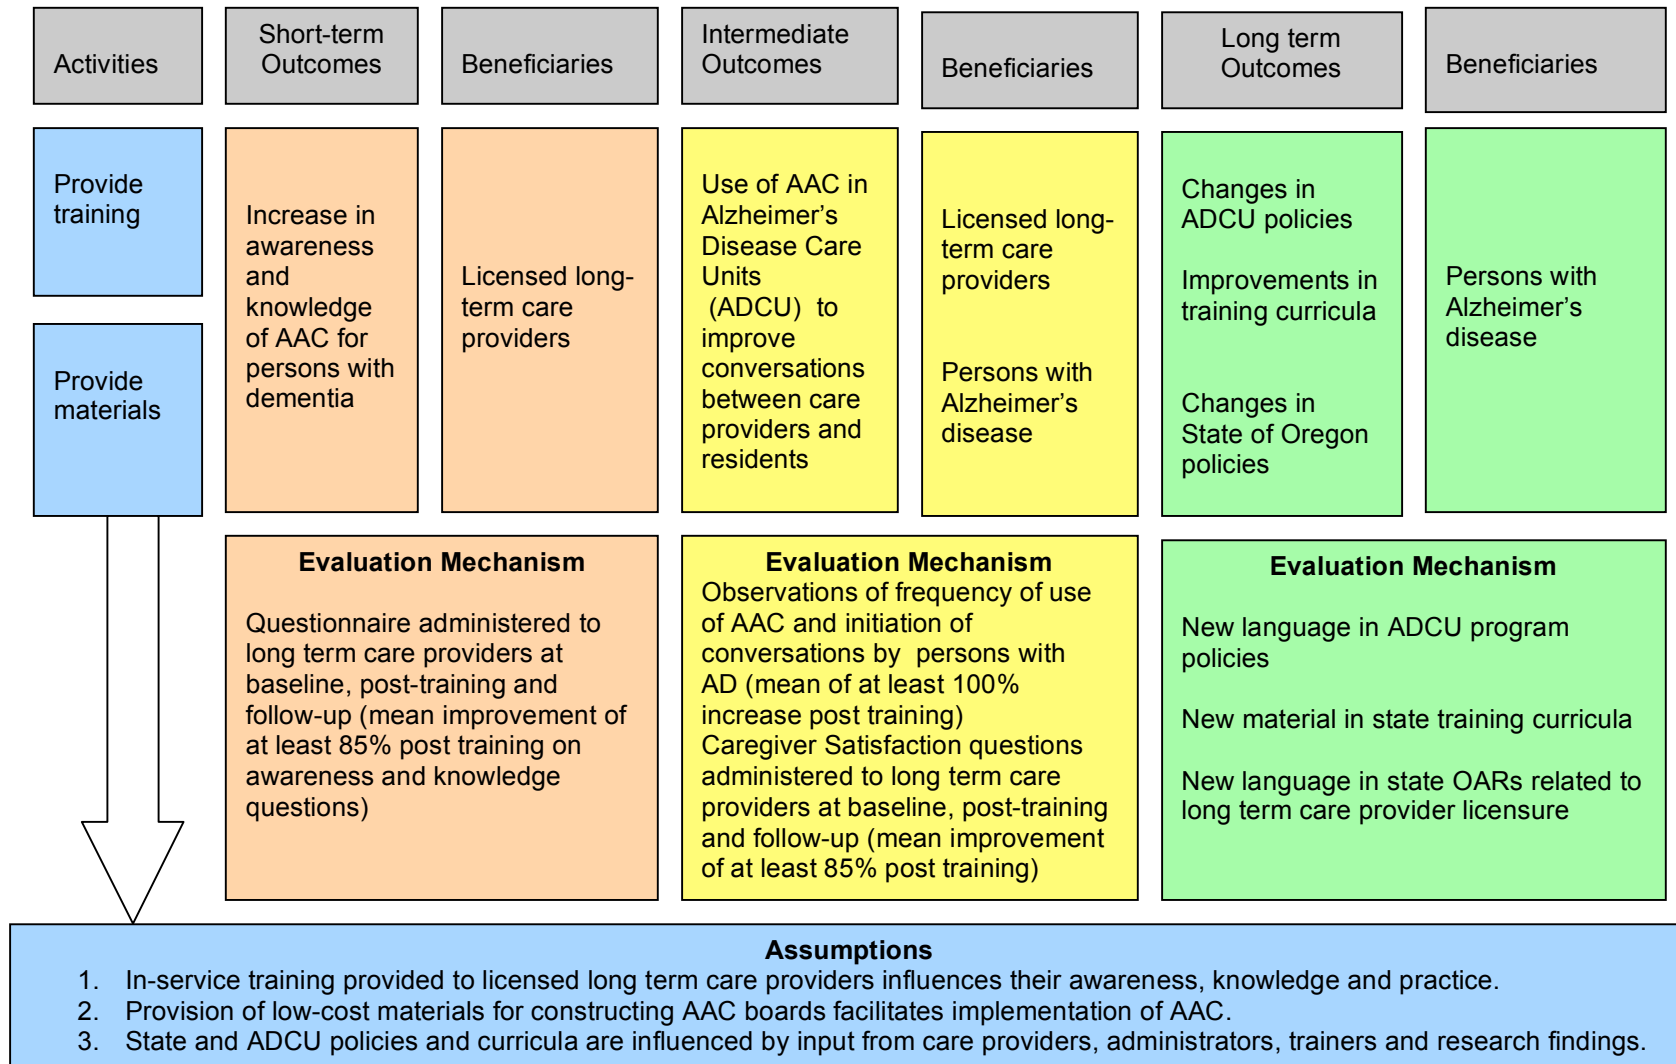 Activities
Short-term
Outcomes
Beneficiaries
Intermediate
Outcomes
Beneficiaries
Long term
Outcomes
Beneficiaries
Provide
training
Provide
materials
Increase in
awareness
and
knowledge
of AAC for
persons with
dementia
Licensed long-
term care
providers
Use of AAC in
Alzheimer’s
Disease Care
Units
(ADCU) to
improve
conversations
between care
providers and
residents
Licensed long-
term care
providers
Persons with
Alzheimer’s
disease
Changes in
ADCU policies
Improvements in
training curricula
Changes in
State of Oregon
policies
Persons with
Alzheimer’s
disease
Evaluation Mechanism
Questionnaire administered to
long term care providers at
baseline, post-training and
follow-up (mean improvement of
at least 85% post training on
awareness and knowledge
questions)
Evaluation Mechanism
Observations of frequency of use
of AAC and initiation of
conversations by persons with
AD (mean of at least 100%
increase post training)
Caregiver Satisfaction questions
administered to long term care
providers at baseline, post-training
and follow-up (mean improvement
of at least 85% post training)
Evaluation Mechanism
New language in ADCU program
policies
New material in state training curricula
New language in state OARs related to
long term care provider licensure
Assumptions
1. In-service training provided to licensed long term care providers influences their awareness, knowledge and practice.
2. Provision of low-cost materials for constructing AAC boards facilitates implementation of AAC.
3. State and ADCU policies and curricula are influenced by input from care providers, administrators, trainers and research findings.